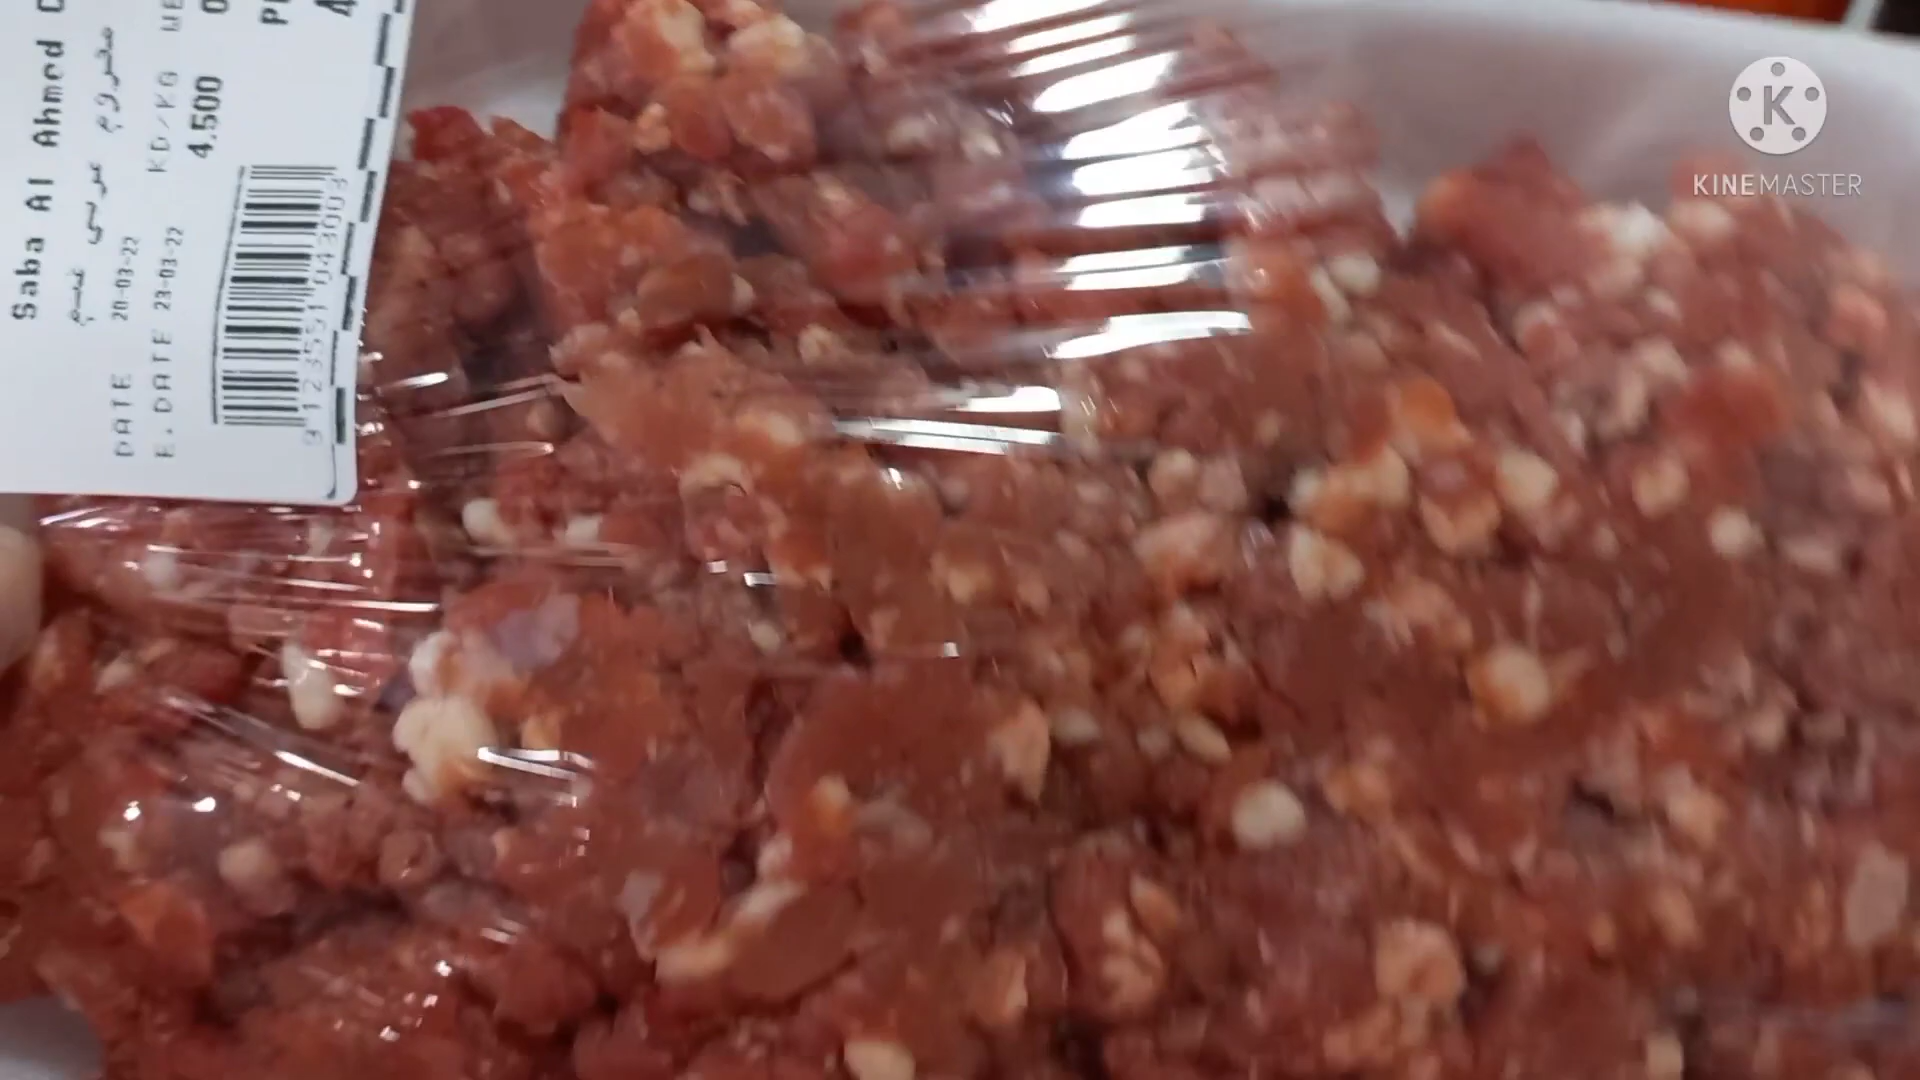 Saba Al Ahmed C
مفروم عربي غنم
DATE 20-03-22
E. DATE 23-03-22
KD/KG
4.500
9123551043003
KINEMASTER